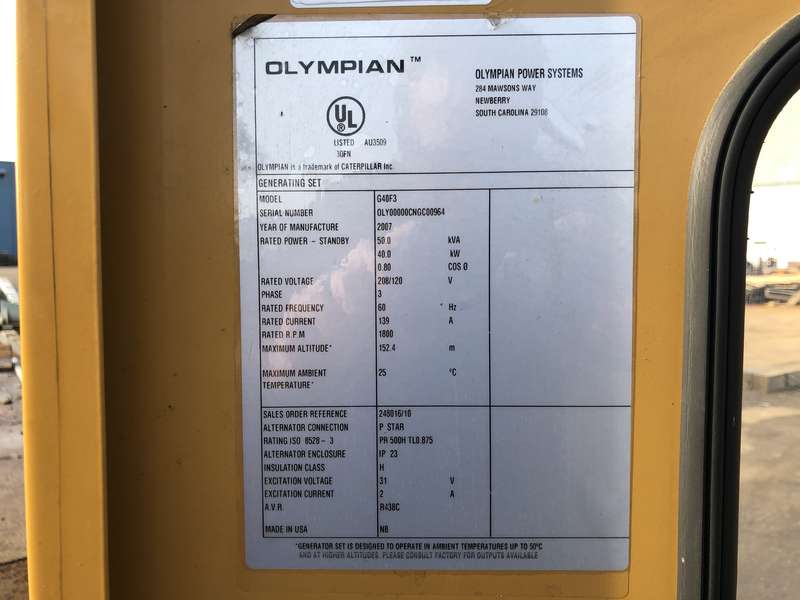 OLYMPIAN™
OLYMPIAN POWER SYSTEMS
284 MAWSONS WAY
NEWBERRY
SOUTH CAROLINA 29108
UL
®
LISTED AU3509
30FN
OLYMPIAN is a trademark of CATERPILLAR Inc.
GENERATING SET
MODEL G40F3
SERIAL NUMBER OLY00000CNGC00964
YEAR OF MANUFACTURE 2007
RATED POWER - STANDBY 50.0 kVA
40.0 kW
0.80 COS Ø
RATED VOLTAGE 208/120 V
PHASE 3
RATED FREQUENCY 60 Hz
RATED CURRENT 139 A
RATED R.P.M 1800
MAXIMUM ALTITUDE* 152.4 m
MAXIMUM AMBIENT 25 °C
TEMPERATURE*
SALES ORDER REFERENCE 248016/10
ALTERNATOR CONNECTION P STAR
RATING ISO 8528 - 3 PR 500H TL0.875
ALTERNATOR ENCLOSURE IP 23
INSULATION CLASS H
EXCITATION VOLTAGE 31 V
EXCITATION CURRENT 2 A
A.V.R. R438C
MADE IN USA NB
*GENERATOR SET IS DESIGNED TO OPERATE IN AMBIENT TEMPERATURES UP TO 50°C
AND AT HIGHER ALTITUDES. PLEASE CONSULT FACTORY FOR OUTPUTS AVAILABLE